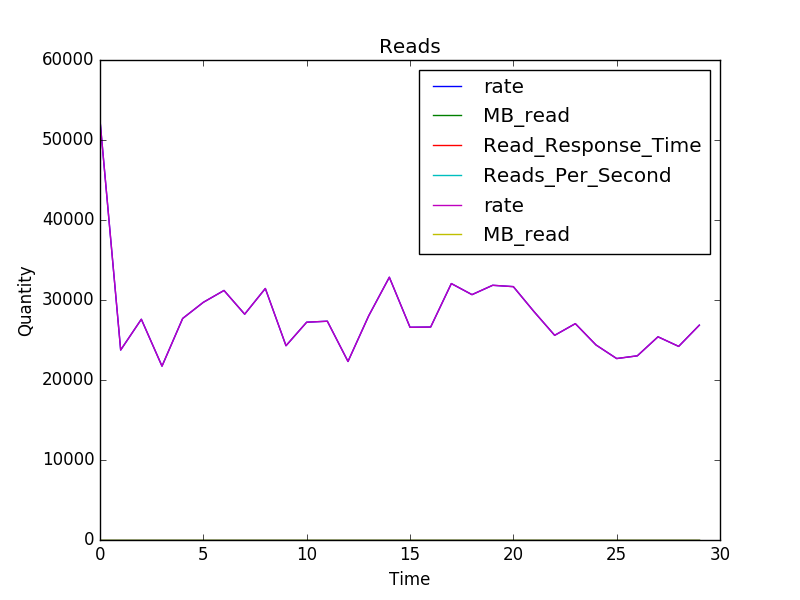 Reads
60000
50000
40000
30000
20000
10000
0
Quantity
rate
MB_read
Read_Response_Time
Reads_Per_Second
rate
MB_read
0 5 10 15 20 25 30
Time